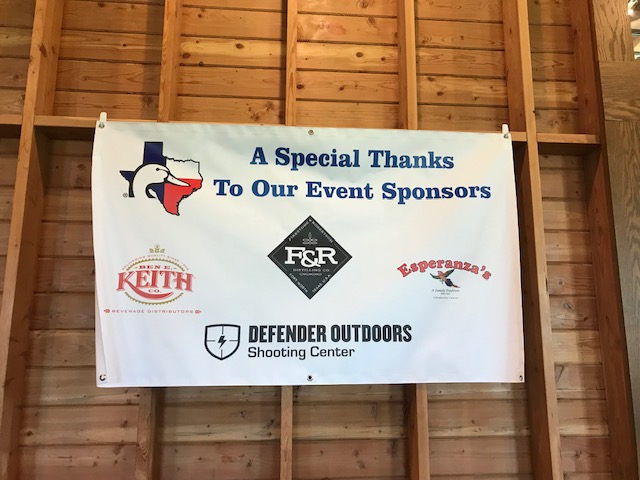 A Special Thanks
To Our Event Sponsors
®
F&R
DISTILLING CO.
BEN E.
KEITH
CO.
BEVERAGE DISTRIBUTORS
Esperanza's
DEFENDER OUTDOORS
Shooting Center